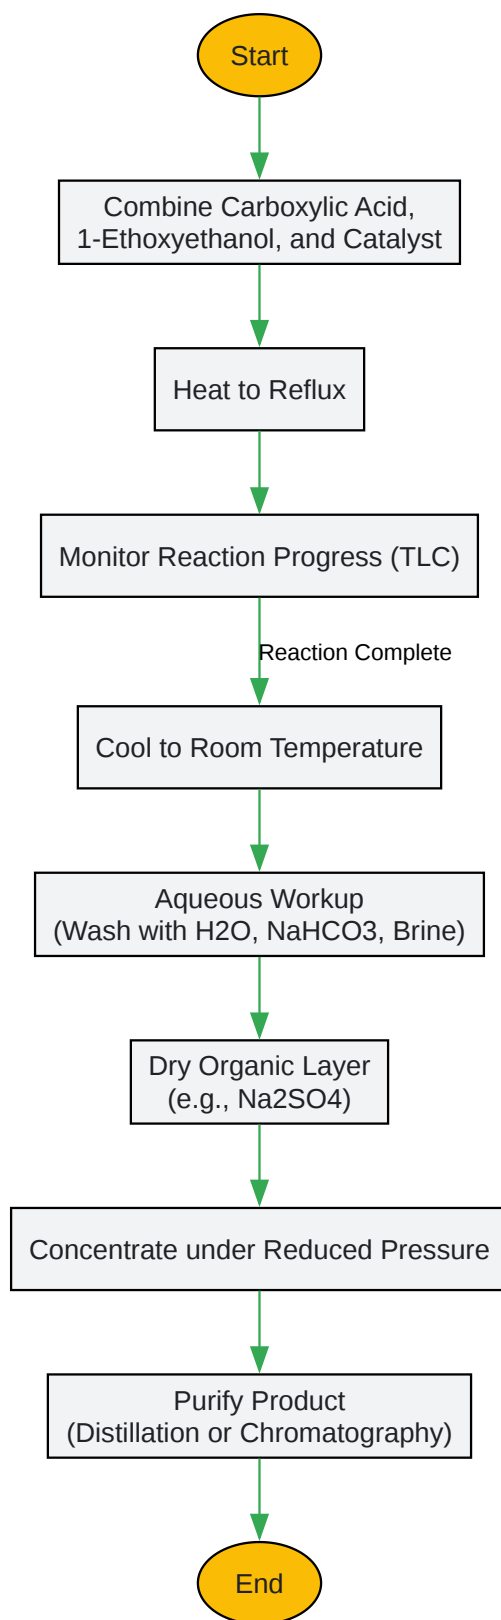 Start
Combine Carboxylic Acid,
1-Ethoxyethanol, and Catalyst
Heat to Reflux
Monitor Reaction Progress (TLC)
Reaction Complete
Cool to Room Temperature
Aqueous Workup
(Wash with H2O, NaHCO3, Brine)
Dry Organic Layer
(e.g., Na2SO4)
Concentrate under Reduced Pressure
Purify Product
(Distillation or Chromatography)
End